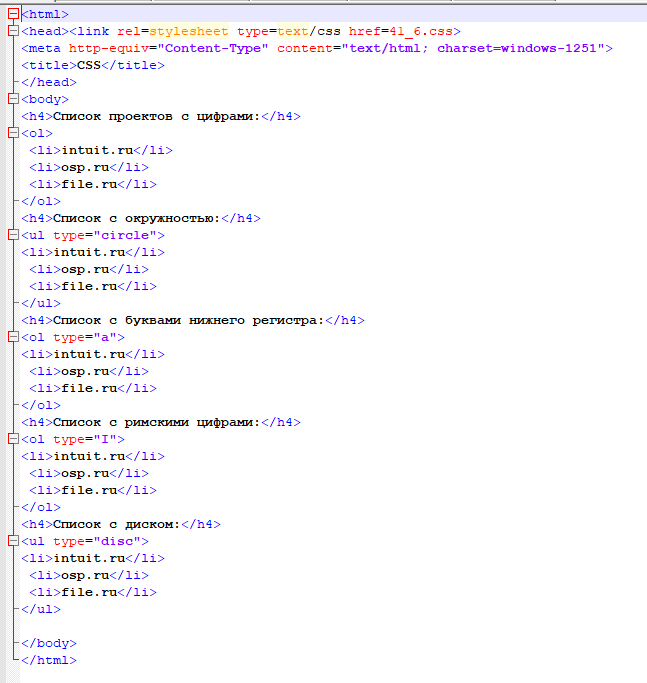 <html>
<head><link rel=stylesheet type=text/css href=41_6.css>
<meta http-equiv="Content-Type" content="text/html; charset=windows-1251">
<title>CSS</title>
</head>
<body>
<h4>Список проектов с цифрами:</h4>
<ol>
 <li>intuit.ru</li>
 <li>osp.ru</li>
 <li>file.ru</li>
</ol>
<h4>Список с окружностью:</h4>
<ul type="circle">
<li>intuit.ru</li>
 <li>osp.ru</li>
 <li>file.ru</li>
</ul>
<h4>Список с буквами нижнего регистра:</h4>
<ol type="a">
<li>intuit.ru</li>
 <li>osp.ru</li>
 <li>file.ru</li>
</ol>
<h4>Список с римскими цифрами:</h4>
<ol type="I">
<li>intuit.ru</li>
 <li>osp.ru</li>
 <li>file.ru</li>
</ol>
<h4>Список с диском:</h4>
<ul type="disc">
<li>intuit.ru</li>
 <li>osp.ru</li>
 <li>file.ru</li>
</ul>

</body>
</html>